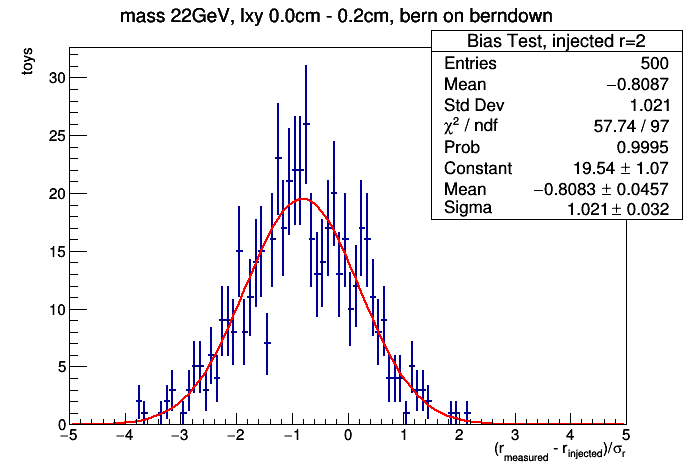 mass 22GeV, lxy 0.0cm - 0.2cm, bern on berndown
toys
Bias Test, injected r=2
Entries 500
Mean −0.8087
Std Dev 1.021
χ² / ndf 57.74 / 97
Prob 0.9995
Constant 19.54 ± 1.07
Mean −0.8083 ± 0.0457
Sigma 1.021 ± 0.032
30
25
20
15
10
5
0
−5 −4 −3 −2 −1 0 1 2 3 4 5
(r_measured - r_injected)/σ_r